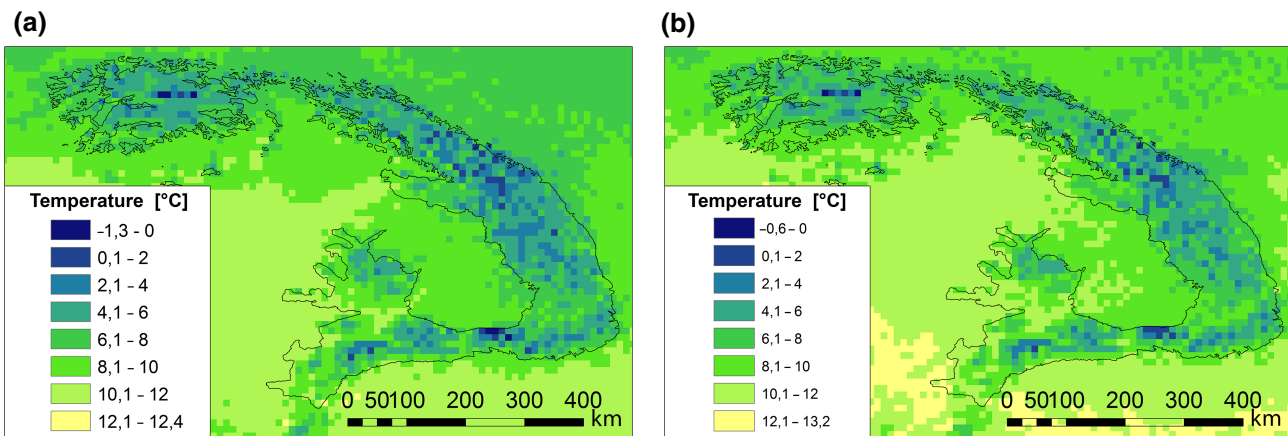 (a)
(b)
Temperature [°C]
−1,3 - 0
0,1 – 2
2,1 – 4
4,1 – 6
6,1 – 8
8,1 – 10
10,1 – 12
12,1 – 12,4
0 50100 200 300 400
km
Temperature [°C]
−0,6 – 0
0,1 – 2
2,1 – 4
4,1 – 6
6,1 – 8
8,1 – 10
10,1 – 12
12,1 – 13,2
0 50100 200 300 400
km